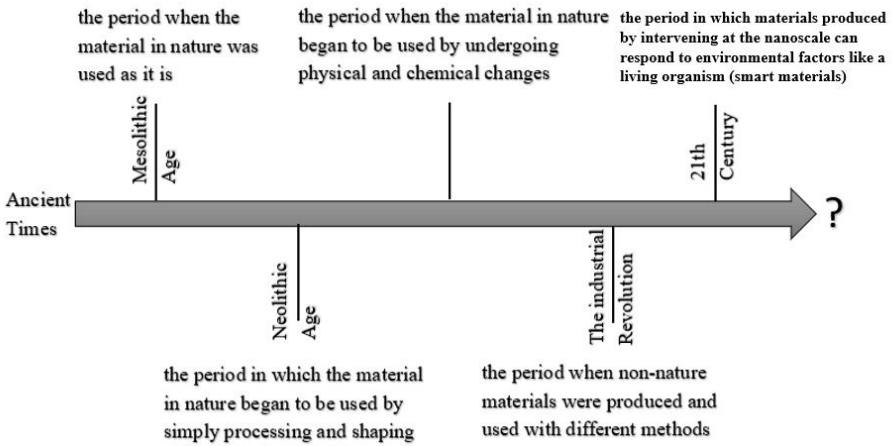 the period when the
material in nature was
used as it is
the period when the material in nature
began to be used by undergoing
physical and chemical changes
the period in which materials produced
by intervening at the nanoscale can
respond to environmental factors like a
living organism (smart materials)
Mesolithic
Age
21th
Century
Ancient
Times
?
Neolithic
Age
The industrial
Revolution
the period in which the material
in nature began to be used by
simply processing and shaping
the period when non-nature
materials were produced and
used with different methods